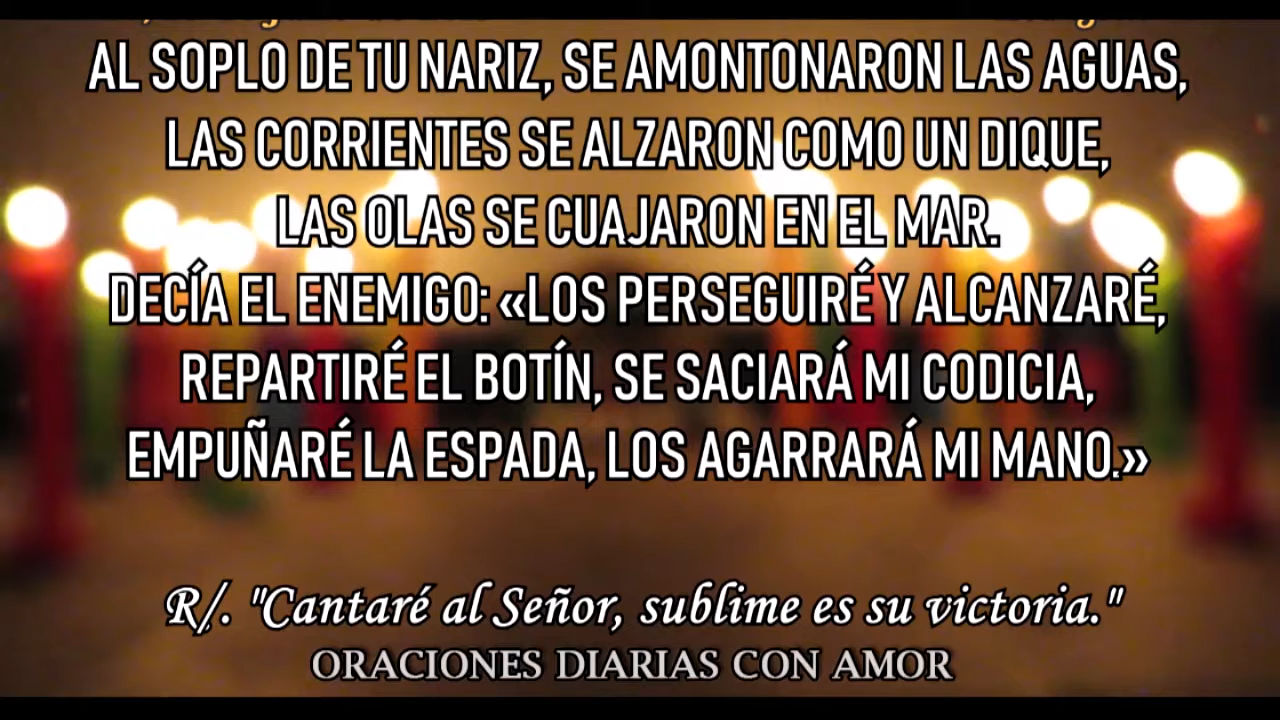 AL SOPLO DE TU NARIZ, SE AMONTONARON LAS AGUAS,
LAS CORRIENTES SE ALZARON COMO UN DIQUE,
LAS OLAS SE CUAJARON EN EL MAR.
DECÍA EL ENEMIGO: «LOS PERSEGUIRÉ Y ALCANZARÉ,
REPARTIRÉ EL BOTÍN, SE SACIARÁ MI CODICIA,
EMPUÑARÉ LA ESPADA, LOS AGARRARÁ MI MANO.»
R/. "Cantaré al Señor, sublime es su victoria."
ORACIONES DIARIAS CON AMOR